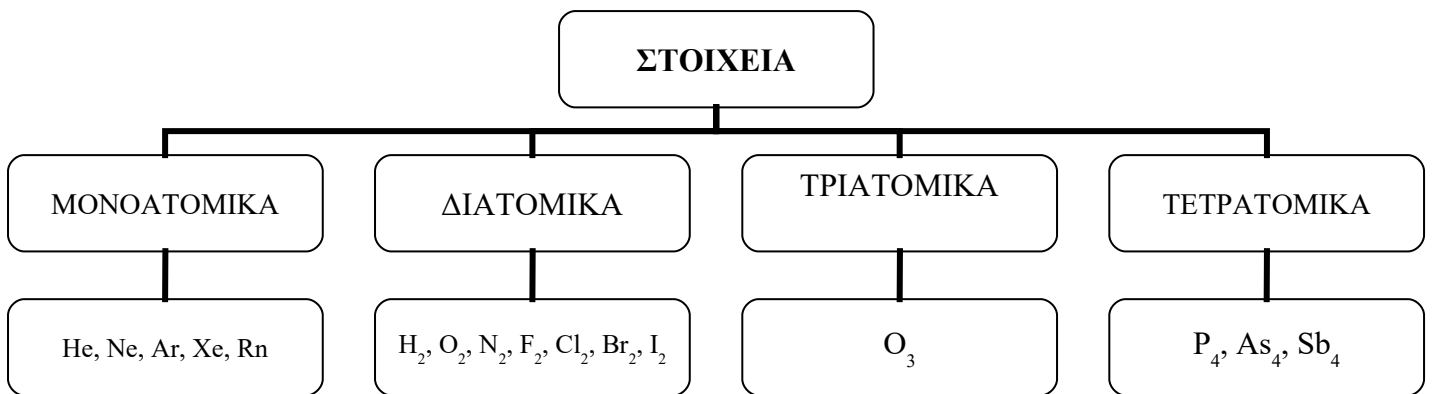 ΣΤΟΙΧΕΙΑ
ΜΟΝΟΑΤΟΜΙΚΑ
ΔΙΑΤΟΜΙΚΑ
ΤΡΙΑΤΟΜΙΚΑ
ΤΕΤΡΑΤΟΜΙΚΑ
He, Ne, Ar, Xe, Rn
H₂, O₂, N₂, F₂, Cl₂, Br₂, I₂
O₃
P₄, As₄, Sb₄